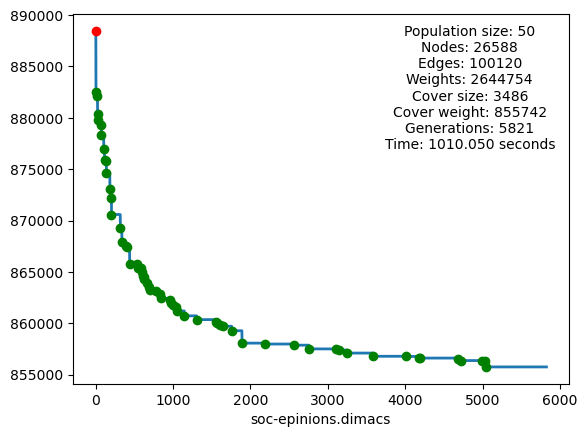 890000
885000
880000
875000
870000
865000
860000
855000
Population size: 50
Nodes: 26588
Edges: 100120
Weights: 2644754
Cover size: 3486
Cover weight: 855742
Generations: 5821
Time: 1010.050 seconds
0 1000 2000 3000 4000 5000 6000
soc-epinions.dimacs